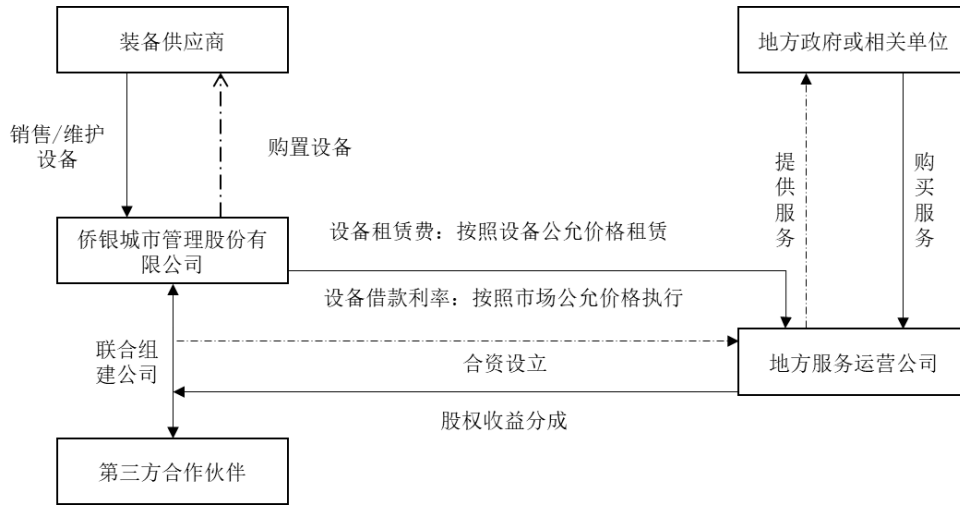 装备供应商
地方政府或相关单位
销售/维护
设备
购置设备
提供服务
购买服务
侨银城市管理股份有
限公司
设备租赁费：按照设备公允价格租赁
设备借款利率：按照市场公允价格执行
联合组
建公司
合资设立
地方服务运营公司
股权收益分成
第三方合作伙伴